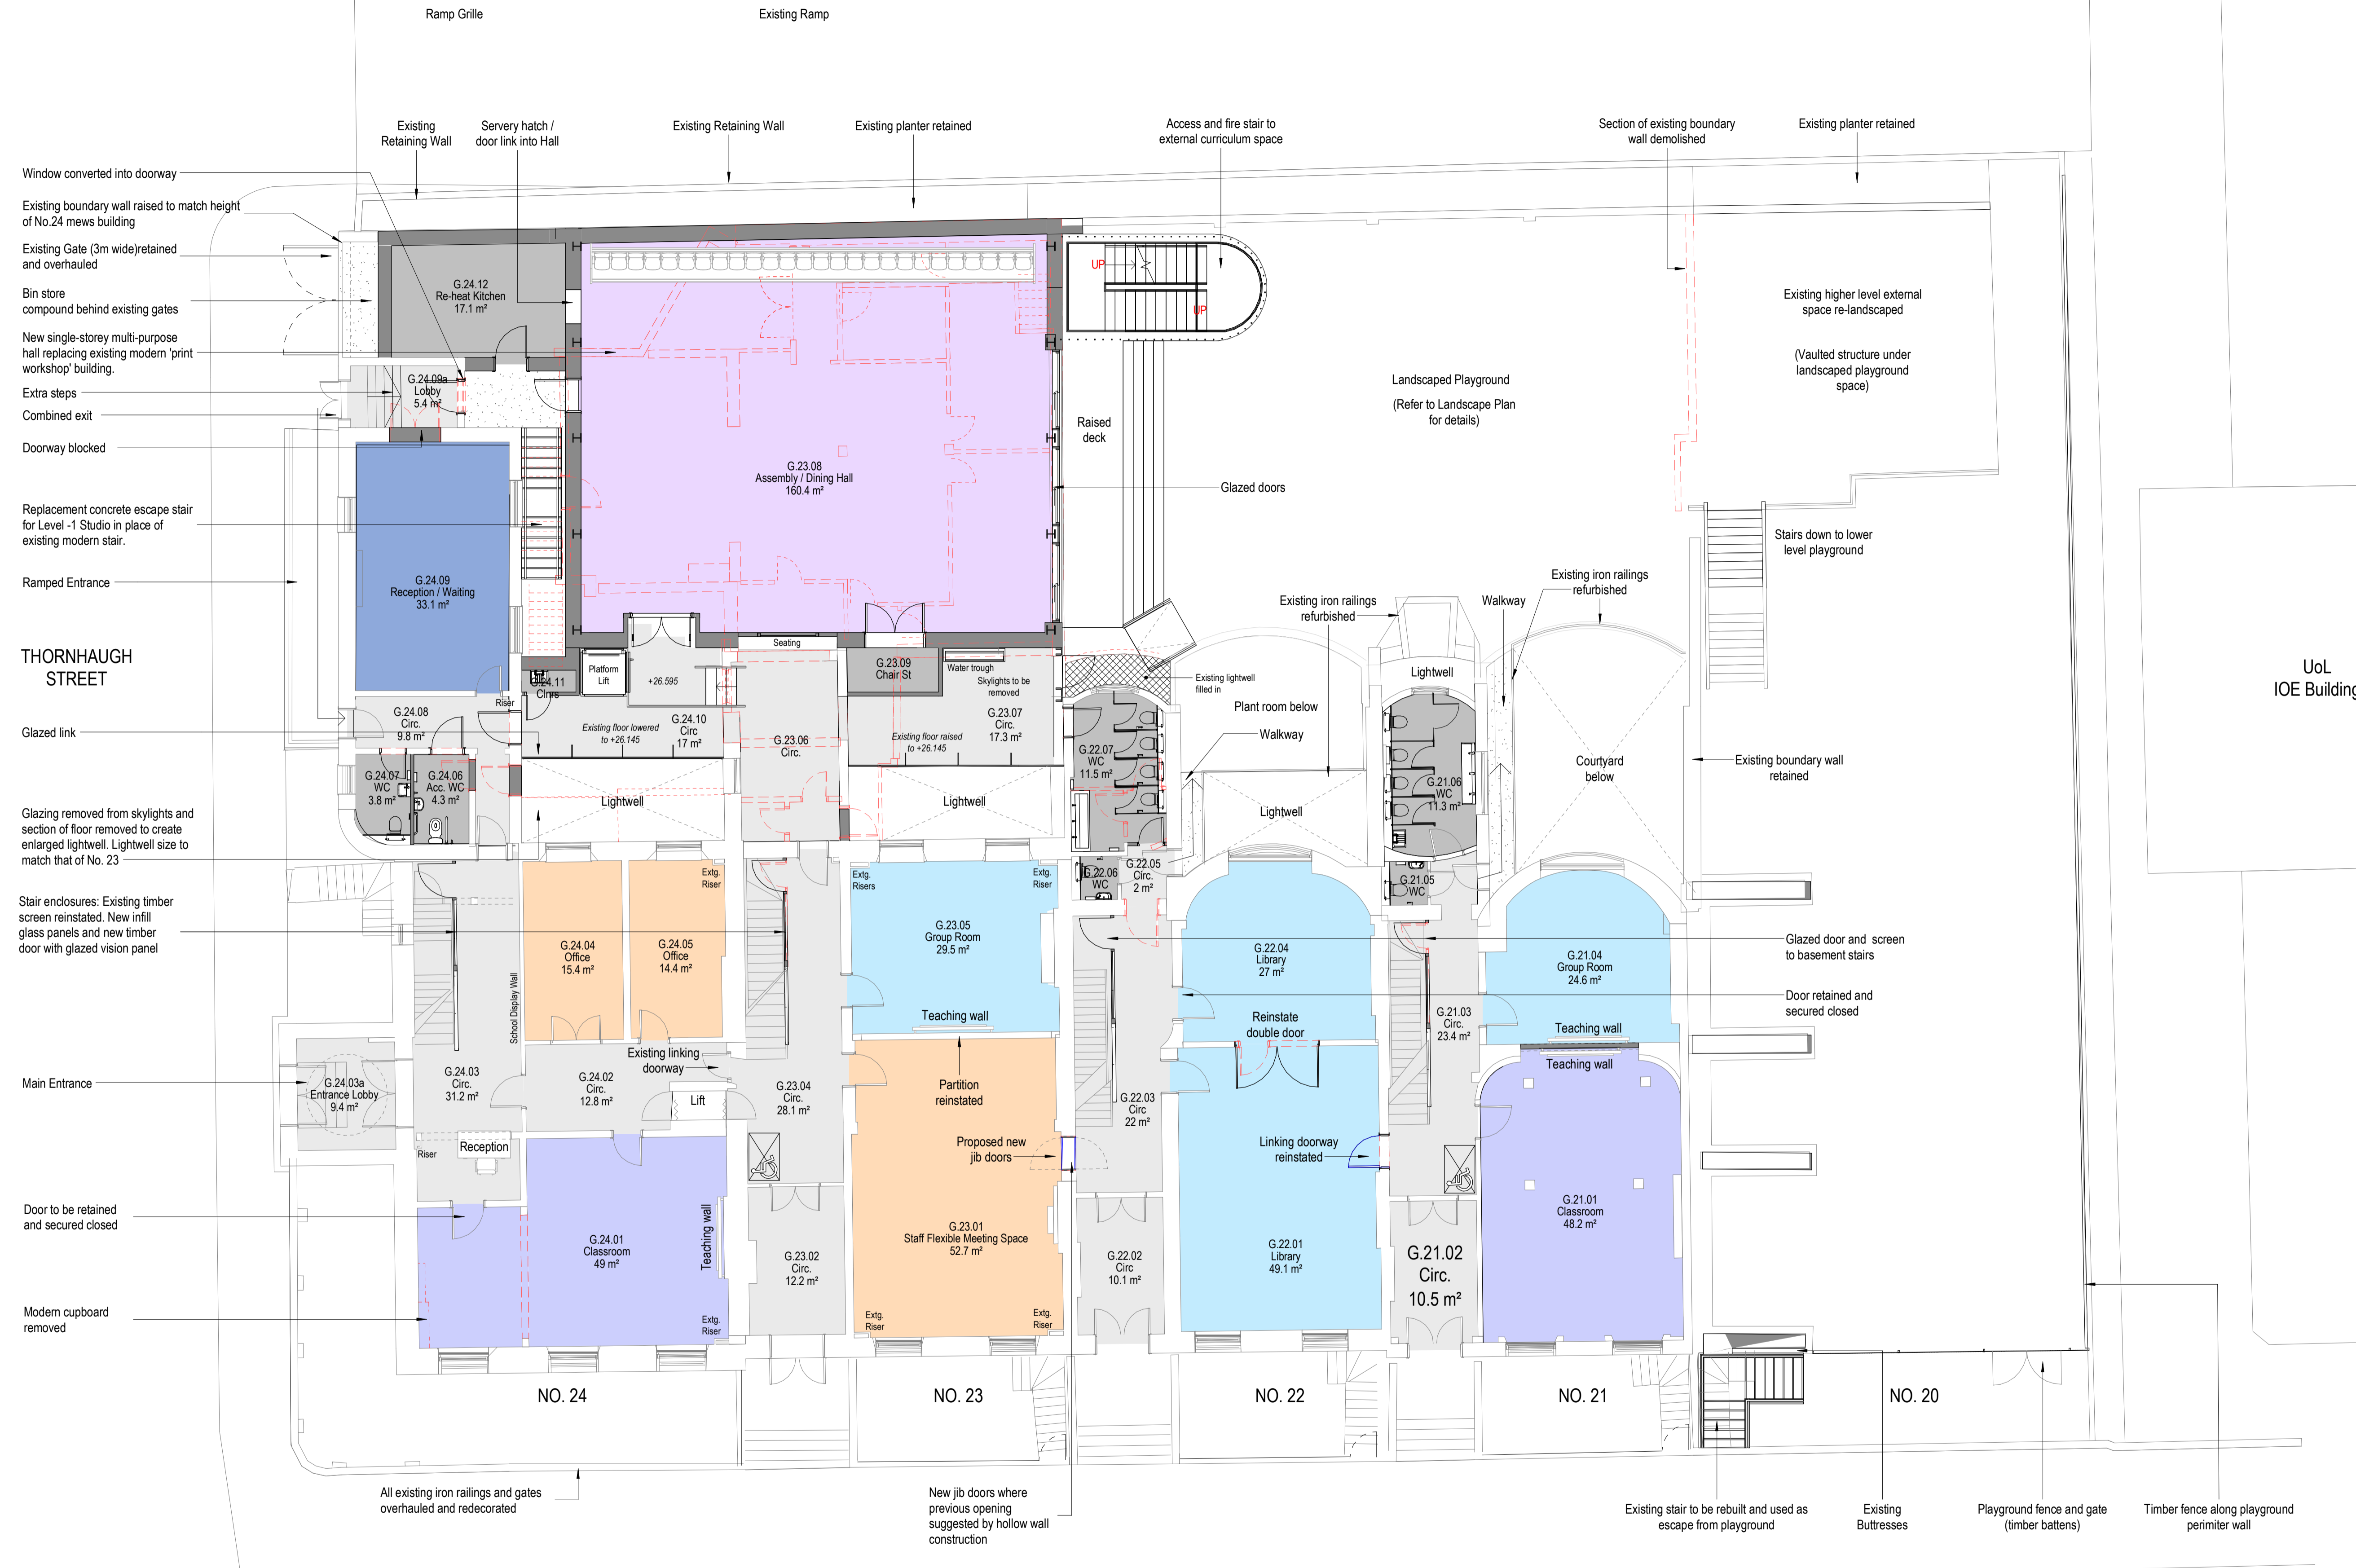 Ramp Grille
Existing Ramp
Existing
Retaining Wall
Servery hatch /
door link into Hall
Existing Retaining Wall
Existing planter retained
Access and fire stair to
external curriculum space
Section of existing boundary
wall demolished
Existing planter retained
Window converted into doorway
Existing boundary wall raised to match height
of No.24 mews building
Existing Gate (3m wide)retained
and overhauled
Bin store
compound behind existing gates
New single-storey multi-purpose
hall replacing existing modern 'print
workshop' building.
Extra steps
Combined exit
Doorway blocked
Replacement concrete escape stair
for Level -1 Studio in place of
existing modern stair.
Ramped Entrance
THORNHAUGH
STREET
Glazed link
Glazing removed from skylights and
section of floor removed to create
enlarged lightwell. Lightwell size to
match that of No. 23
Stair enclosures: Existing timber
screen reinstated. New infill
glass panels and new timber
door with glazed vision panel
Main Entrance
Door to be retained
and secured closed
Modern cupboard
removed
G.24.12
Re-heat Kitchen
17.1 m²
G.24.09a
Lobby
5.4 m²
G.24.09
Reception / Waiting
33.1 m²
G.23.08
Assembly / Dining Hall
160.4 m²
UP
UP
Raised
deck
Landscaped Playground
(Refer to Landscape Plan
for details)
Existing higher level external
space re-landscaped
(Vaulted structure under
landscaped playground
space)
Glazed doors
Stairs down to lower
level playground
Existing iron railings
refurbished
Existing iron railings
refurbished
Walkway
UoL
IOE Building
Seating
Platform
Lift
+26.595
G.24.11
Clnrs
Riser
G.23.09
Chair St
Water trough
Skylights to be
removed
Existing lightwell
filled in
Lightwell
G.24.08
Circ.
9.8 m²
Existing floor lowered
to +26.145
G.24.10
Circ
17 m²
G.23.06
Circ.
Existing floor raised
to +26.145
G.23.07
Circ.
17.3 m²
Plant room below
Walkway
G.24.07
WC
3.8 m²
G.24.06
Acc. WC
4.3 m²
Lightwell
Lightwell
G.22.07
WC
11.5 m²
Lightwell
G.21.06
WC
11.3 m²
Courtyard
below
Existing boundary wall
retained
G.22.06
WC
G.22.05
Circ.
2 m²
G.21.05
WC
Extg.
Riser
Extg.
Risers
Extg.
Riser
G.24.04
Office
15.4 m²
G.24.05
Office
14.4 m²
G.23.05
Group Room
29.5 m²
Teaching wall
G.22.04
Library
27 m²
Reinstate
double door
G.21.04
Group Room
24.6 m²
Teaching wall
Teaching wall
Glazed door and screen
to basement stairs
Door retained and
secured closed
School Display Wall
G.24.03a
Entrance Lobby
9.4 m²
G.24.03
Circ.
31.2 m²
G.24.02
Circ.
12.8 m²
Existing linking
doorway
Lift
G.23.04
Circ.
28.1 m²
Partition
reinstated
G.22.03
Circ
22 m²
G.21.03
Circ.
23.4 m²
Riser
Reception
Proposed new
jib doors
Linking doorway
reinstated
G.24.01
Classroom
49 m²
Teaching wall
Extg.
Riser
G.23.02
Circ.
12.2 m²
G.23.01
Staff Flexible Meeting Space
52.7 m²
Extg.
Riser
Extg.
Riser
G.22.02
Circ
10.1 m²
G.22.01
Library
49.1 m²
G.21.02
Circ.
10.5 m²
G.21.01
Classroom
48.2 m²
NO. 24
NO. 23
NO. 22
NO. 21
NO. 20
All existing iron railings and gates
overhauled and redecorated
New jib doors where
previous opening
suggested by hollow wall
construction
Existing stair to be rebuilt and used as
escape from playground
Existing
Buttresses
Playground fence and gate
(timber battens)
Timber fence along playground
perimiter wall